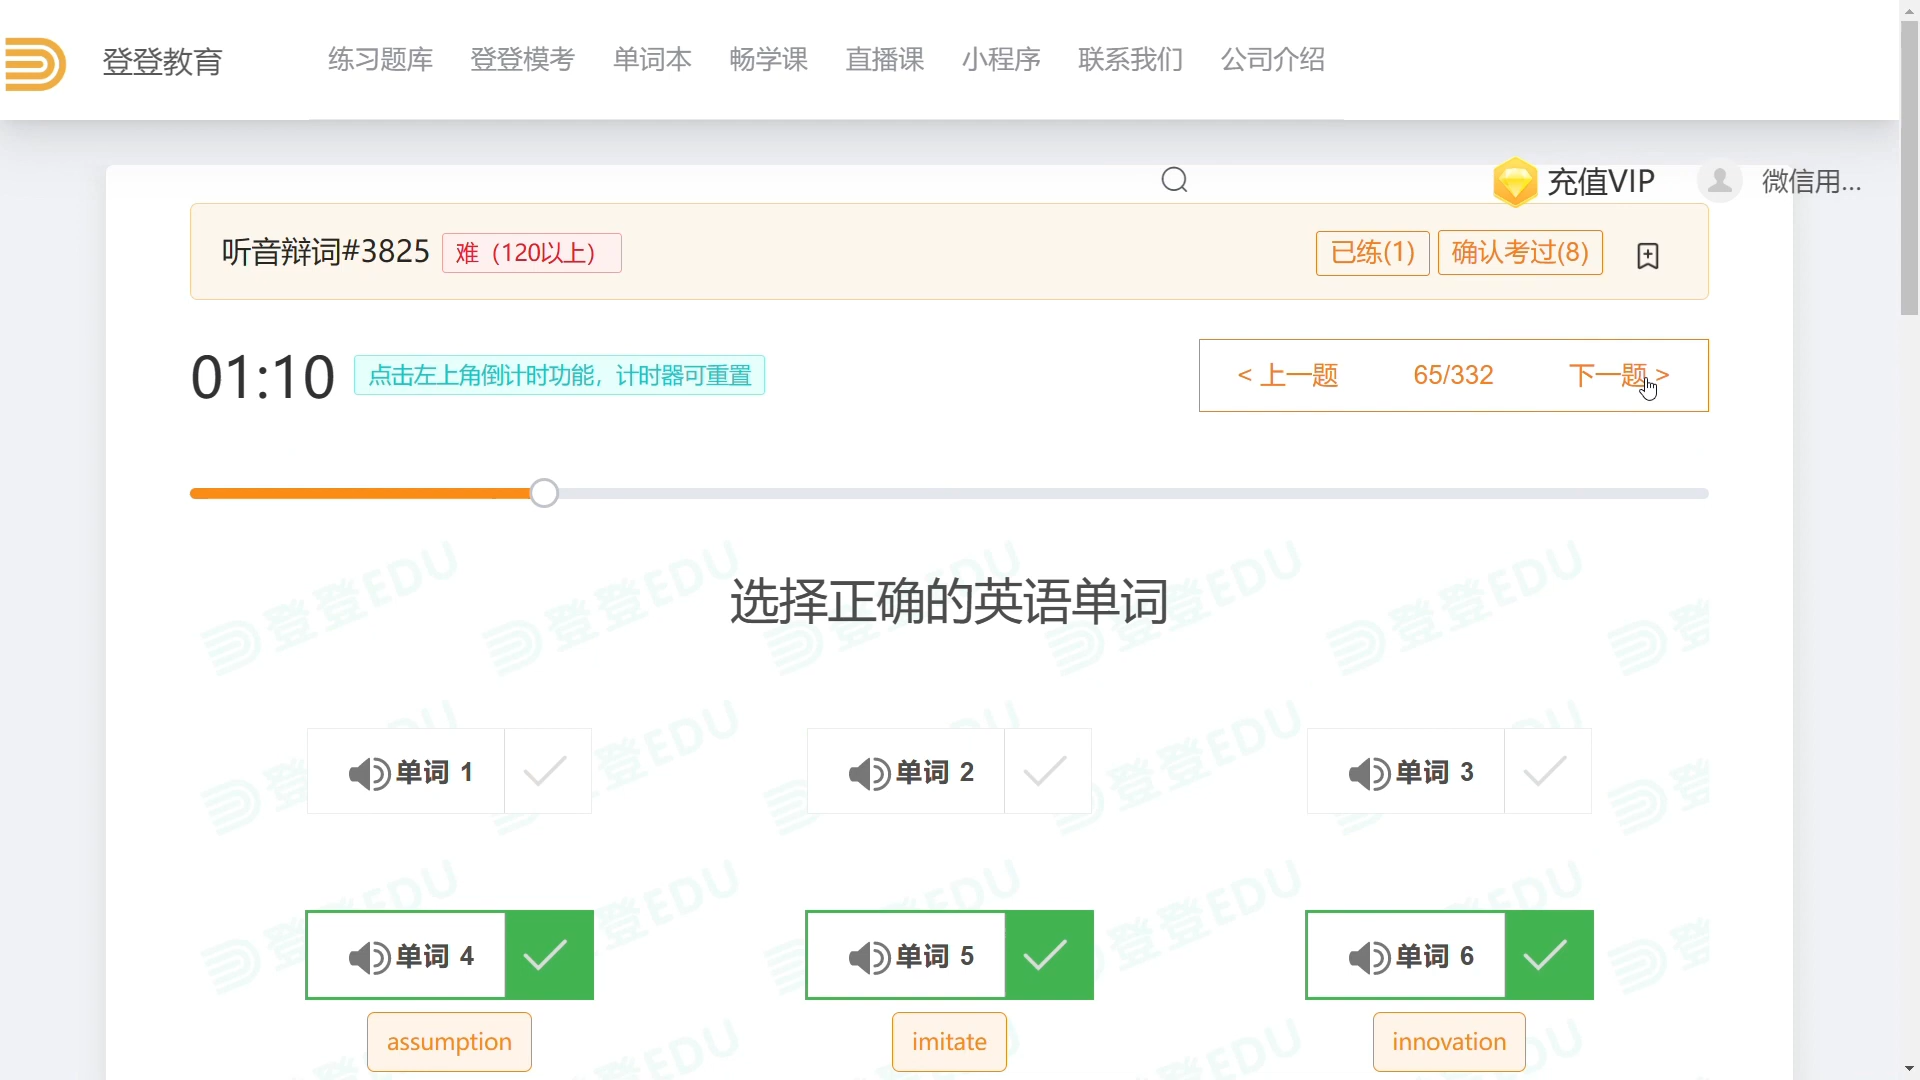 登登教育 练习题库 登登模考 单词本 畅学课 直播课 小程序 联系我们 公司介绍
充值VIP 微信用...
听音辩词#3825 难（120以上） 已练(1) 确认考过(8)
01:10 点击左上角倒计时功能，计时器可重置 < 上一题 65/332 下一题 >
选择正确的英语单词
单词 1 单词 2 单词 3
单词 4 单词 5 单词 6
assumption imitate innovation
登登EDU